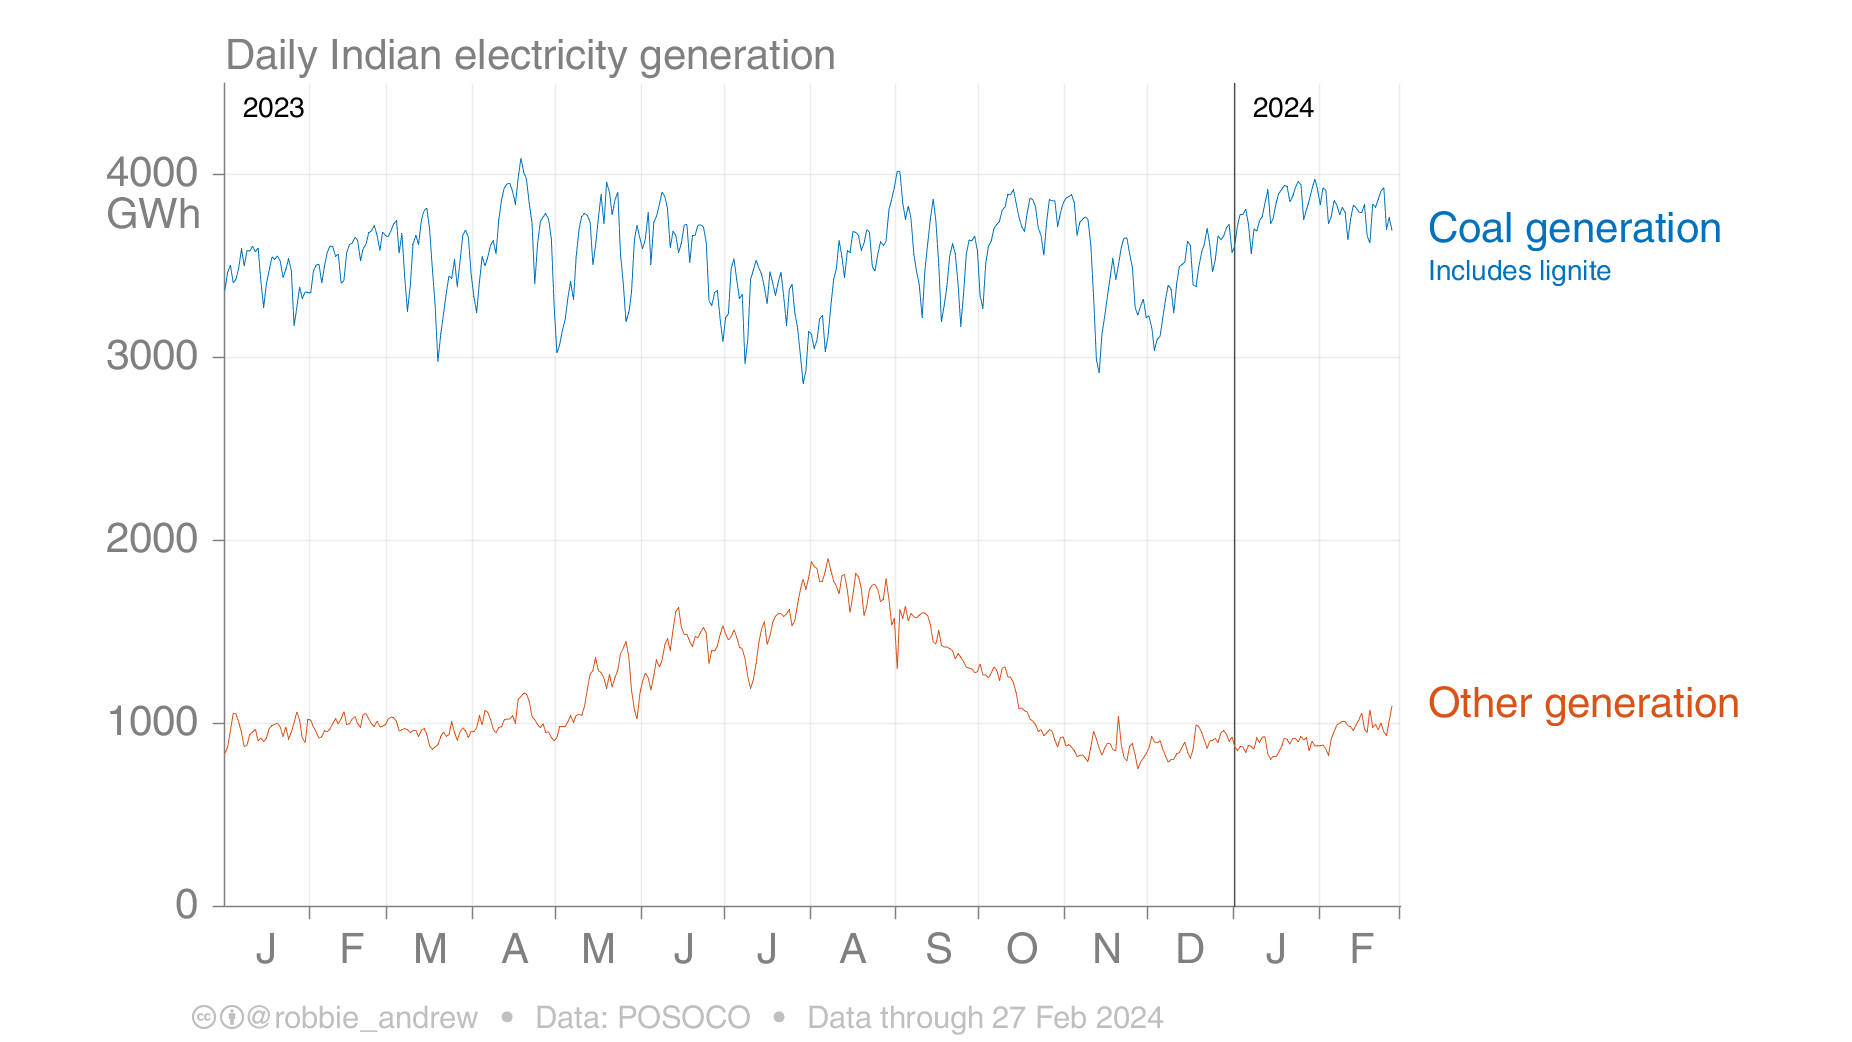 Daily Indian electricity generation
2023
2024
4000
GWh
3000
2000
1000
0
Coal generation
Includes lignite
Other generation
J F M A M J J A S O N D J F
@robbie_andrew • Data: POSOCO • Data through 27 Feb 2024